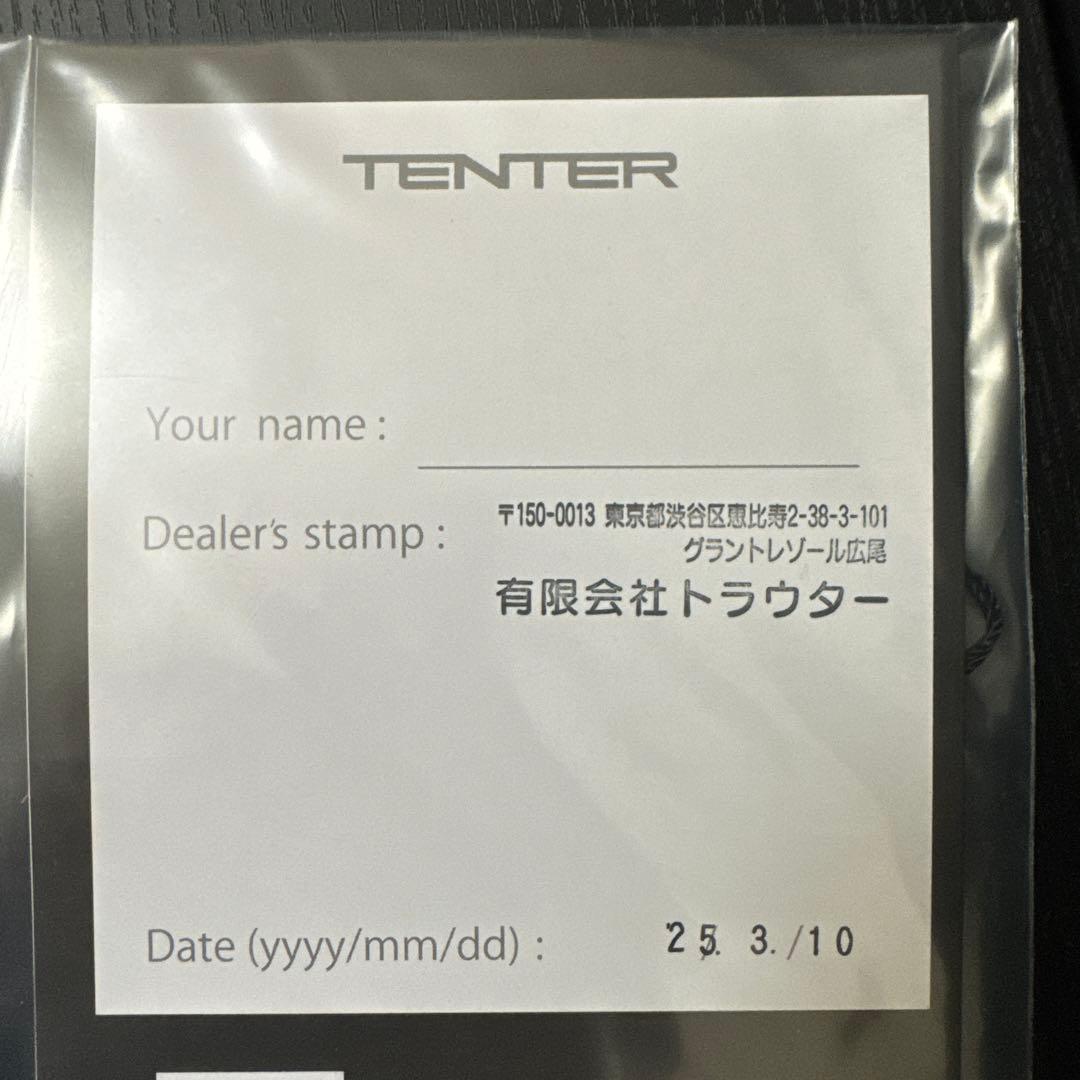 TENTER
Your name :
Dealer's stamp :
〒150-0013 東京都渋谷区恵比寿2-38-3-101
グラントレゾール広尾
有限会社トラウター
Date (yyyy/mm/dd) :
'25. 3./10